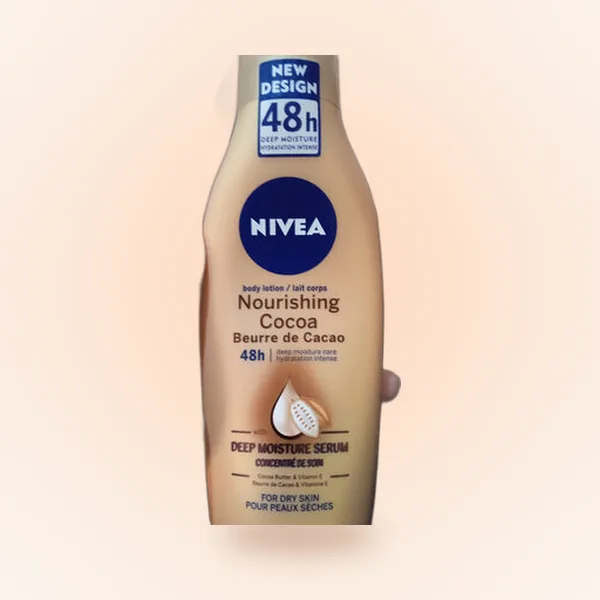 NEW
DESIGN
48h
DEEP MOISTURE
HYDRATATION INTENSE
NIVEA
body lotion / lait corps
Nourishing
Cocoa
Beurre de Cacao
48h | deep moisture care
hydratation intense
with
DEEP MOISTURE SERUM
CONCENTRÉ DE SOIN
Cocoa Butter & Vitamin E
Beurre de Cacao & Vitamine E
FOR DRY SKIN
POUR PEAUX SÈCHES